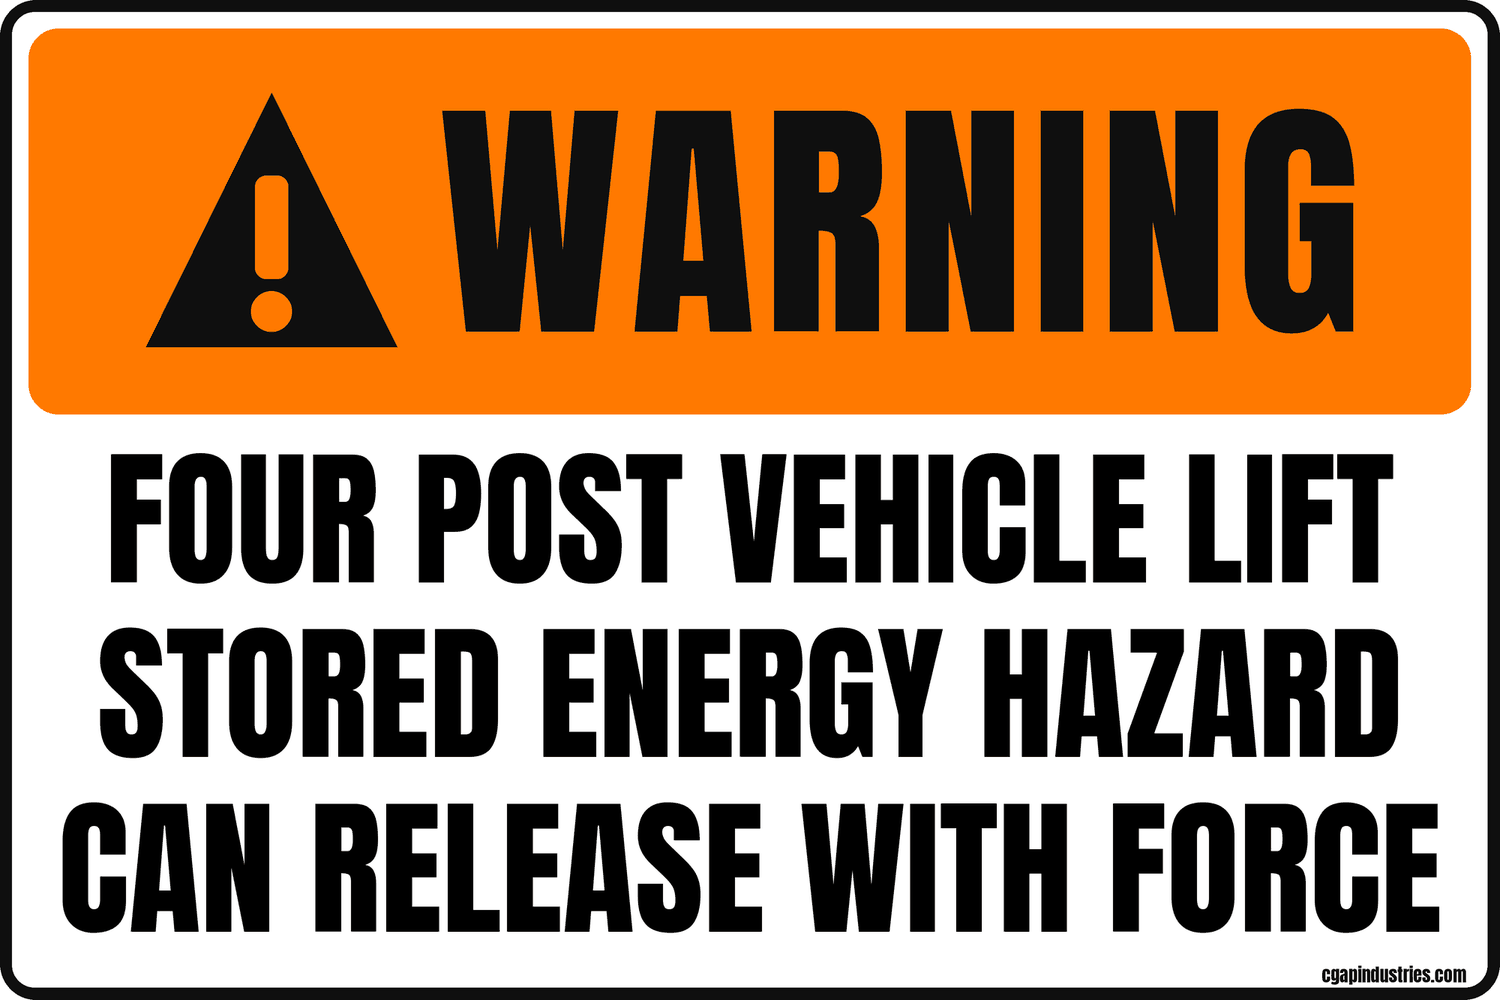 WARNING
FOUR POST VEHICLE LIFT
STORED ENERGY HAZARD
CAN RELEASE WITH FORCE
cgapindustries.com